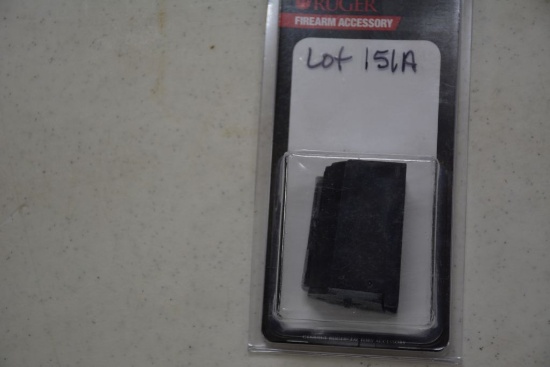 RUGER
FIREARM ACCESSORY
Lot 151A